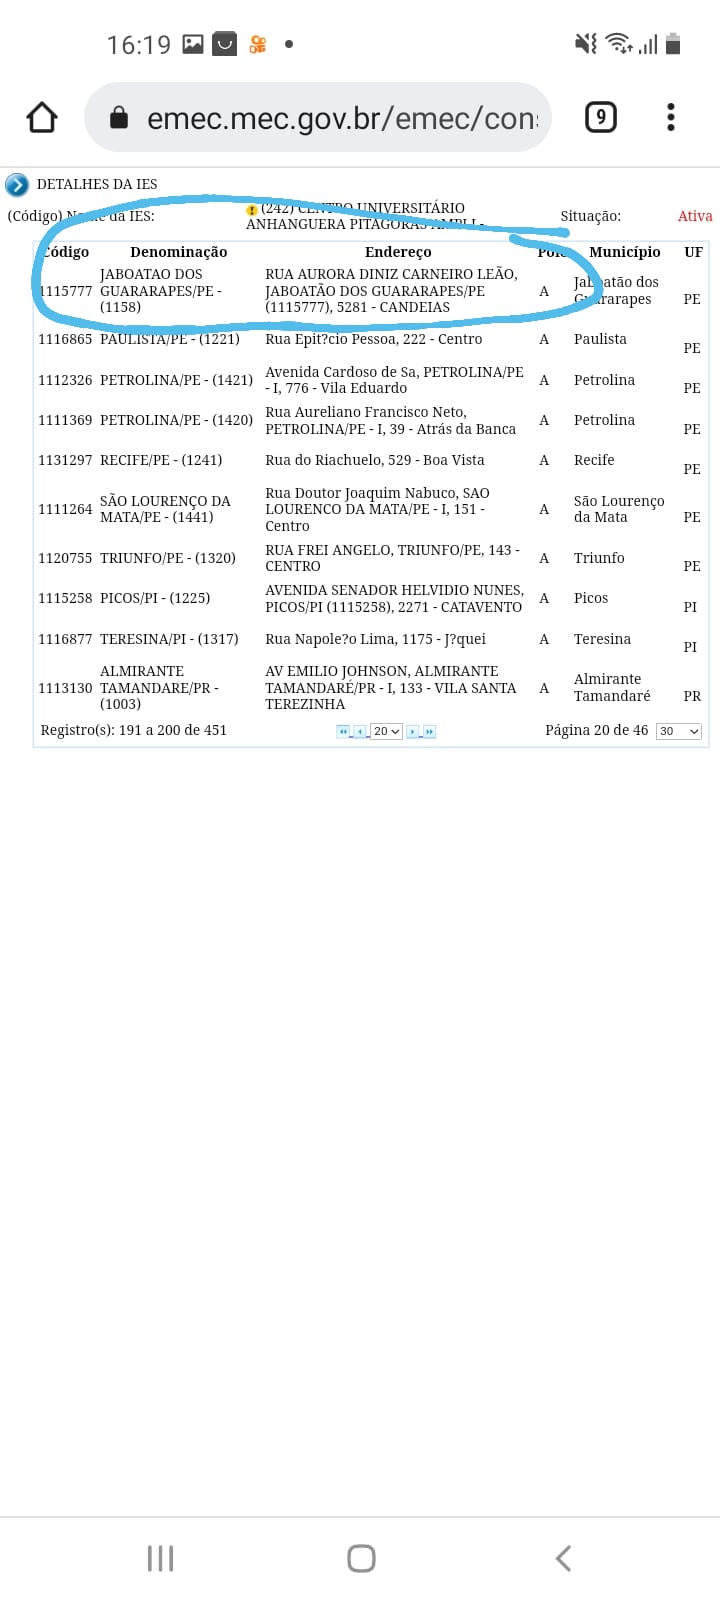 16:19
9
emec.mec.gov.br/emec/con
DETALHES DA IES
(Código) Nome da IES:
(242) CENTRO UNIVERSITÁRIO
ANHANGUERA PITÁGORAS AMPLI -
Situação:
Ativa
Código Denominação Endereço Polo Município UF
1115777 JABOATAO DOS
GUARARAPES/PE -
(1158)
RUA AURORA DINIZ CARNEIRO LEÃO,
JABOATÃO DOS GUARARAPES/PE
(1115777), 5281 - CANDEIAS
A
Jaboatão dos
Guararapes
PE
1116865 PAULISTA/PE - (1221) Rua Epit?cio Pessoa, 222 - Centro A Paulista PE
1112326 PETROLINA/PE - (1421)
Avenida Cardoso de Sa, PETROLINA/PE
- I, 776 - Vila Eduardo
A Petrolina PE
1111369 PETROLINA/PE - (1420)
Rua Aureliano Francisco Neto,
PETROLINA/PE - I, 39 - Atrás da Banca
A Petrolina PE
1131297 RECIFE/PE - (1241) Rua do Riachuelo, 529 - Boa Vista A Recife PE
1111264 SÃO LOURENÇO DA
MATA/PE - (1441)
Rua Doutor Joaquim Nabuco, SAO
LOURENCO DA MATA/PE - I, 151 -
Centro
A
São Lourenço
da Mata
PE
1120755 TRIUNFO/PE - (1320)
RUA FREI ANGELO, TRIUNFO/PE, 143 -
CENTRO
A Triunfo PE
1115258 PICOS/PI - (1225)
AVENIDA SENADOR HELVIDIO NUNES,
PICOS/PI (1115258), 2271 - CATAVENTO
A Picos PI
1116877 TERESINA/PI - (1317) Rua Napole?o Lima, 1175 - J?quei A Teresina PI
1113130 ALMIRANTE
TAMANDARE/PR -
(1003)
AV EMILIO JOHNSON, ALMIRANTE
TAMANDARÉ/PR - I, 133 - VILA SANTA
TEREZINHA
A
Almirante
Tamandaré
PR
Registro(s): 191 a 200 de 451
20
Página 20 de 46
30